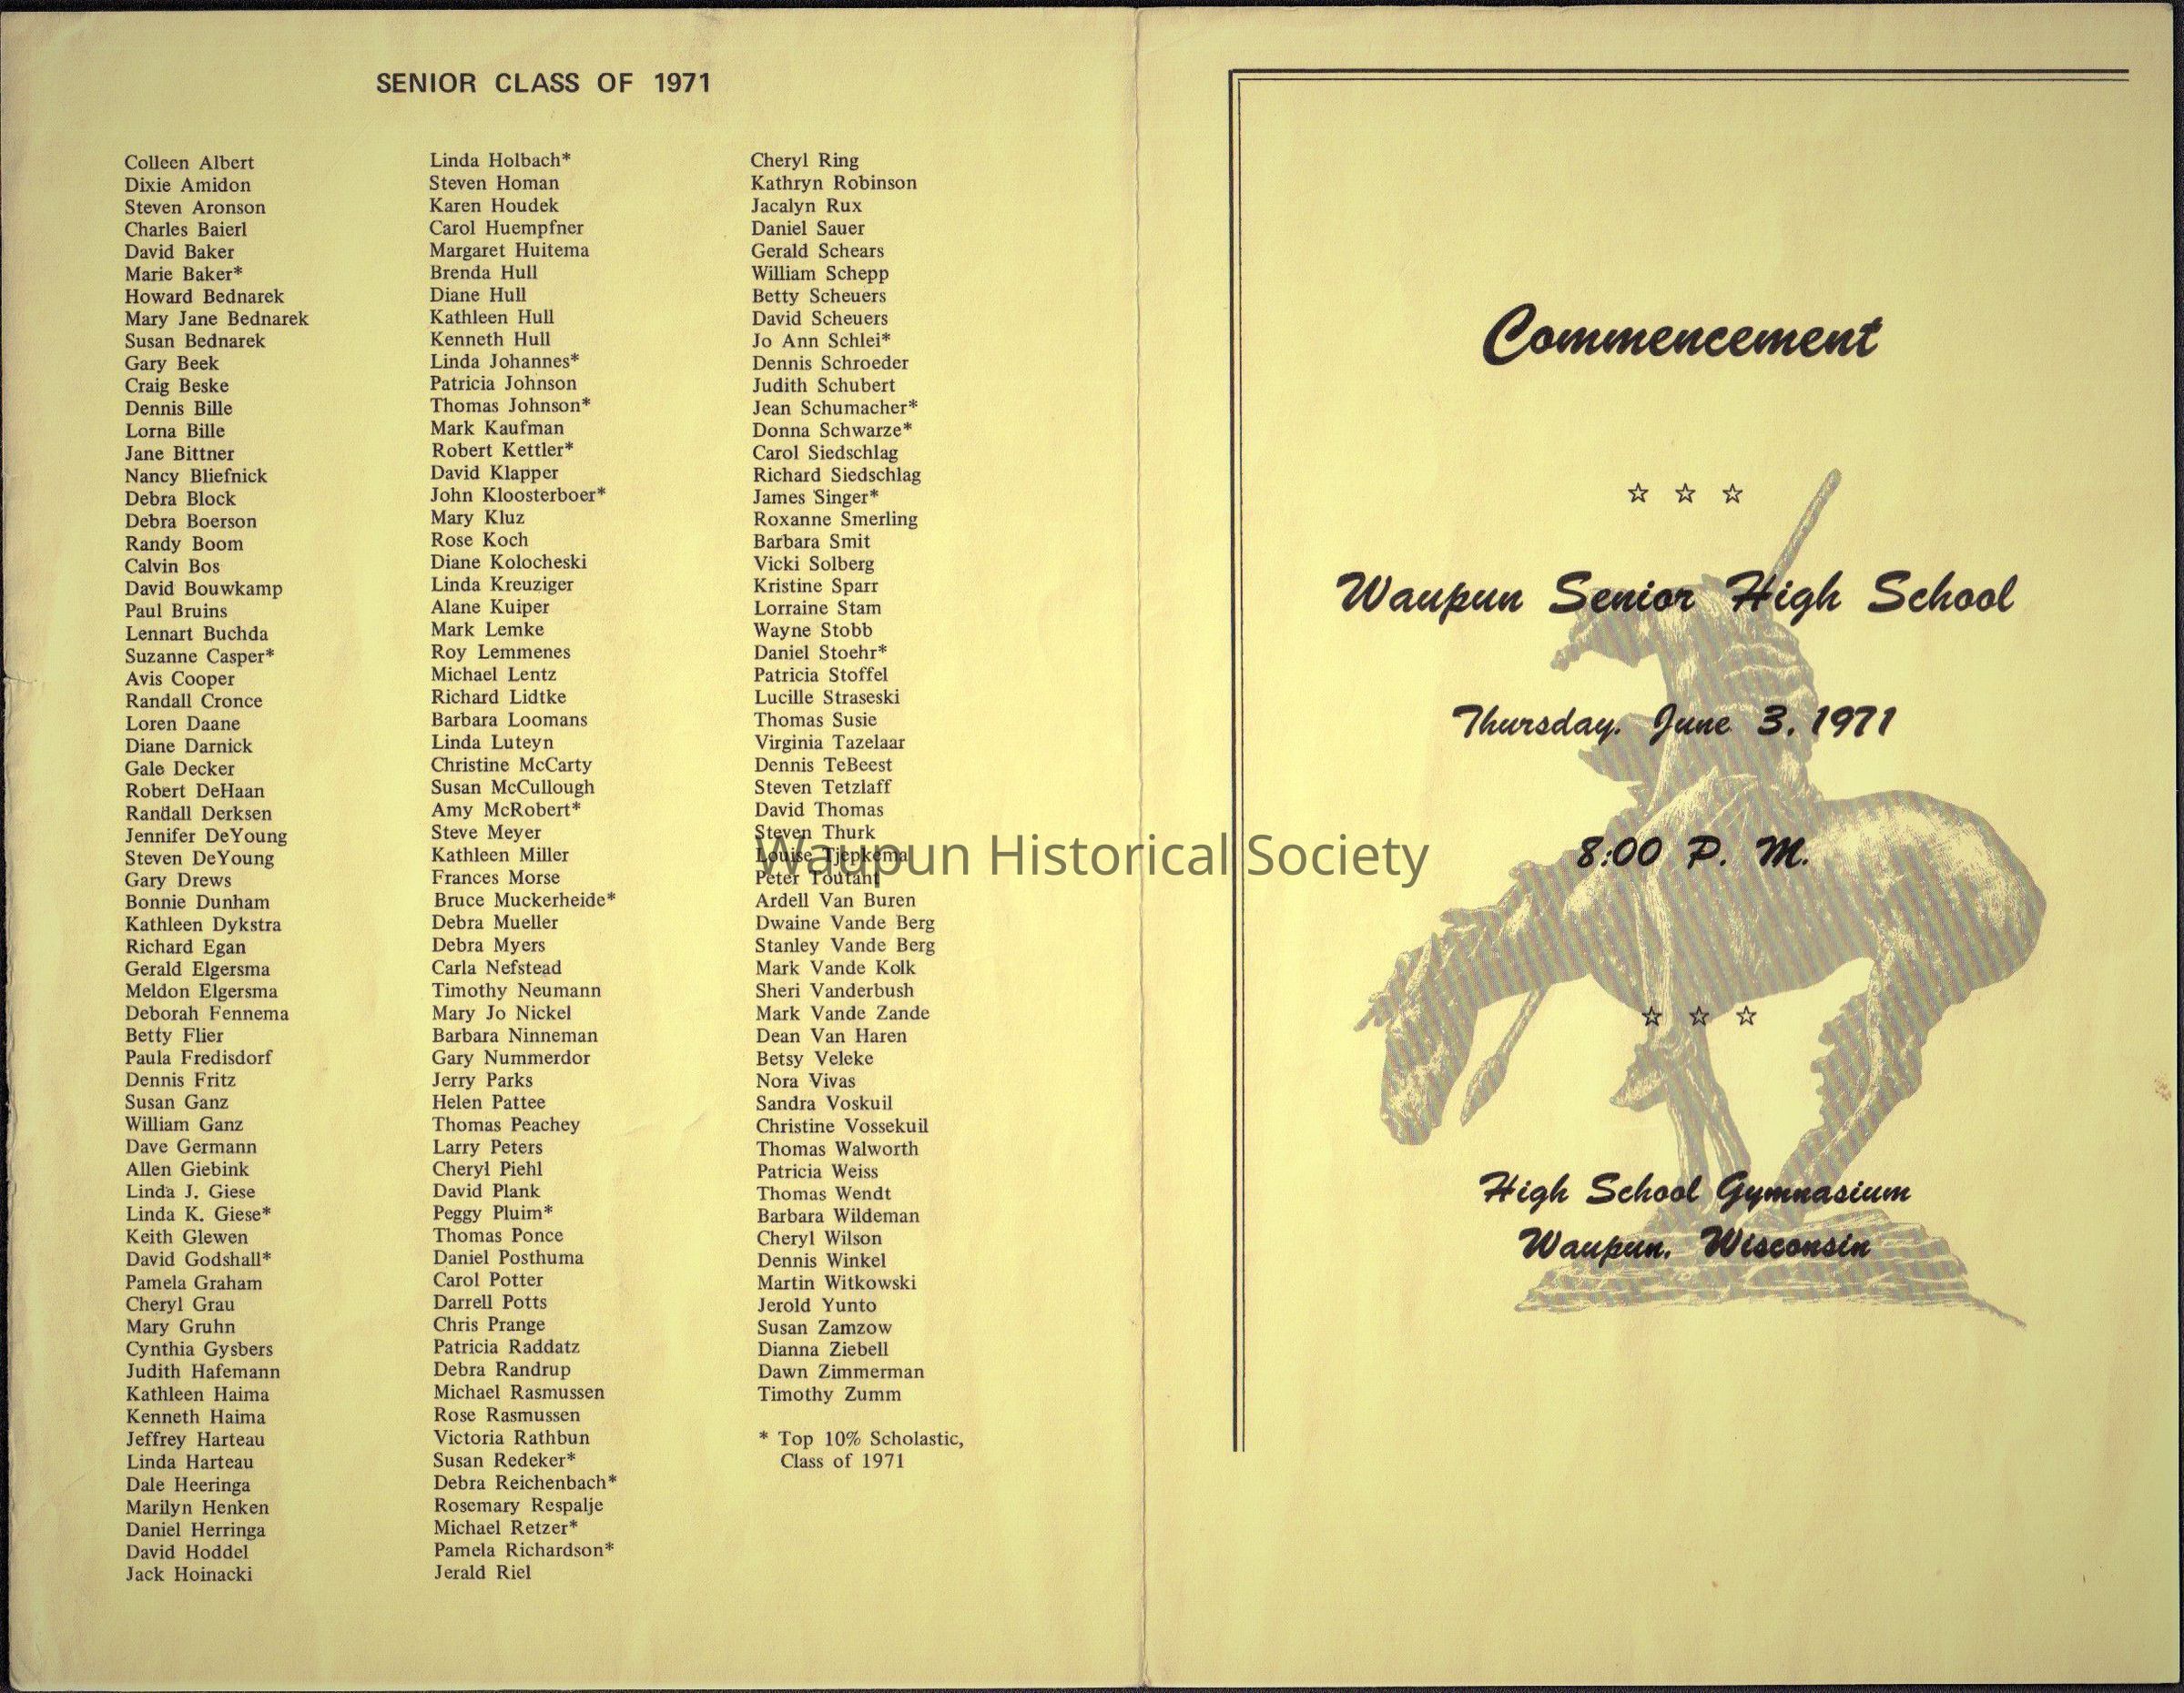 SENIOR CLASS OF 1971
Colleen Albert
Dixie Amidon
Steven Aronson
Charles Baierl
David Baker
Marie Baker*
Howard Bednarek
Mary Jane Bednarek
Susan Bednarek
Gary Beek
Craig Beske
Dennis Bille
Lorna Bille
Jane Bittner
Nancy Bliefnick
Debra Block
Debra Boerson
Randy Boom
Calvin Bos
David Bouwkamp
Paul Bruins
Lennart Buchda
Suzanne Casper*
Avis Cooper
Randall Cronce
Loren Daane
Diane Darnick
Gale Decker
Robert DeHaan
Randall Derksen
Jennifer DeYoung
Steven DeYoung
Gary Drews
Bonnie Dunham
Kathleen Dykstra
Richard Egan
Gerald Elgersma
Meldon Elgersma
Deborah Fennema
Betty Flier
Paula Fredisdorf
Dennis Fritz
Susan Ganz
William Ganz
Dave Germann
Allen Giebink
Linda J. Giese
Linda K. Giese*
Keith Glewen
David Godshall*
Pamela Graham
Cheryl Grau
Mary Gruhn
Cynthia Gysbers
Judith Hafemann
Kathleen Haima
Kenneth Haima
Jeffrey Harteau
Linda Harteau
Dale Heeringa
Marilyn Henken
Daniel Herringa
David Hoddel
Jack Hoinacki
Linda Holbach*
Steven Homan
Karen Houdek
Carol Huempfner
Margaret Huitema
Brenda Hull
Diane Hull
Kathleen Hull
Kenneth Hull
Linda Johannes*
Patricia Johnson
Thomas Johnson*
Mark Kaufman
Robert Kettler*
David Klapper
John Kloosterboer*
Mary Kluz
Rose Koch
Diane Kolocheski
Linda Kreuziger
Alane Kuiper
Mark Lemke
Roy Lemmenes
Michael Lentz
Richard Lidtke
Barbara Loomans
Linda Luteyn
Christine McCarty
Susan McCullough
Amy McRobert*
Steve Meyer
Kathleen Miller
Frances Morse
Bruce Muckerheide*
Debra Mueller
Debra Myers
Carla Nefstead
Timothy Neumann
Mary Jo Nickel
Barbara Ninneman
Gary Nummerdor
Jerry Parks
Helen Pattee
Thomas Peachey
Larry Peters
Cheryl Piehl
David Plank
Peggy Pluim*
Thomas Ponce
Daniel Posthuma
Carol Potter
Darrell Potts
Chris Prange
Patricia Raddatz
Debra Randrup
Michael Rasmussen
Rose Rasmussen
Victoria Rathbun
Susan Redeker*
Debra Reichenbach*
Rosemary Respalje
Michael Retzer*
Pamela Richardson*
Jerald Riel
Cheryl Ring
Kathryn Robinson
Jacalyn Rux
Daniel Sauer
Gerald Schears
William Schepp
Betty Scheuers
David Scheuers
Jo Ann Schlei*
Dennis Schroeder
Judith Schubert
Jean Schumacher*
Donna Schwarze*
Carol Siedschlag
Richard Siedschlag
James Singer*
Roxanne Smerling
Barbara Smit
Vicki Solberg
Kristine Sparr
Lorraine Stam
Wayne Stobb
Daniel Stoehr*
Patricia Stoffel
Lucille Straseski
Thomas Susie
Virginia Tazelaar
Dennis TeBeest
Steven Tetzlaff
David Thomas
Steven Thurk
Louise Tjepkema
Peter Toutant
Ardell Van Buren
Dwaine Vande Berg
Stanley Vande Berg
Mark Vande Kolk
Sheri Vanderbush
Mark Vande Zande
Dean Van Haren
Betsy Veleke
Nora Vivas
Sandra Voskuil
Christine Vossekuil
Thomas Walworth
Patricia Weiss
Thomas Wendt
Barbara Wildeman
Cheryl Wilson
Dennis Winkel
Martin Witkowski
Jerold Yunto
Susan Zamzow
Dianna Ziebell
Dawn Zimmerman
Timothy Zumm
* Top 10% Scholastic,
Class of 1971
Waupun Historical Society
Commencement
☆ ☆ ☆
Waupun Senior High School
Thursday, June 3, 1971
8:00 P. M.
☆ ☆ ☆
High School Gymnasium
Waupun, Wisconsin